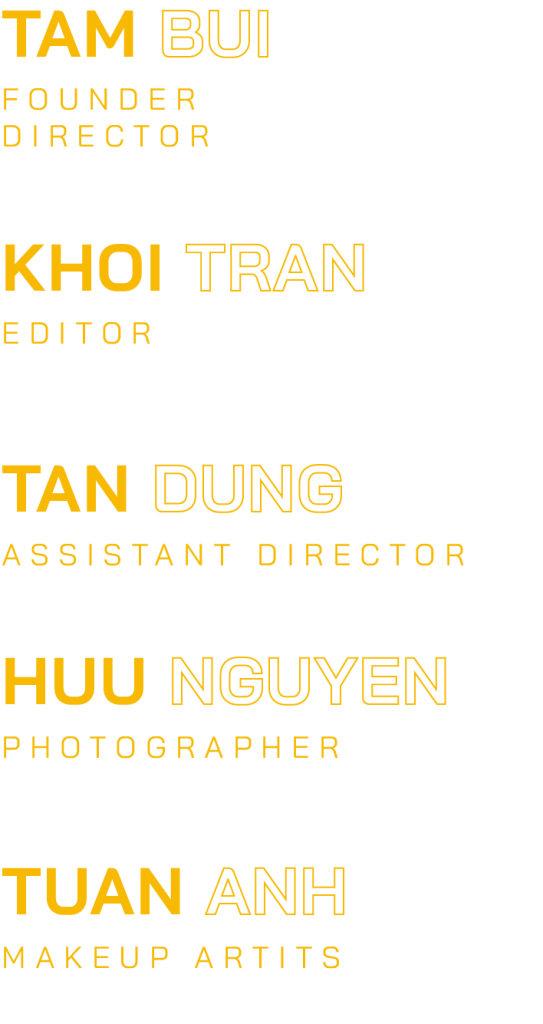 TAM BUI
FOUNDER
DIRECTOR
KHOI TRAN
EDITOR
TAN DUNG
ASSISTANT DIRECTOR
HUU NGUYEN
PHOTOGRAPHER
TUAN ANH
MAKEUP ARTITS